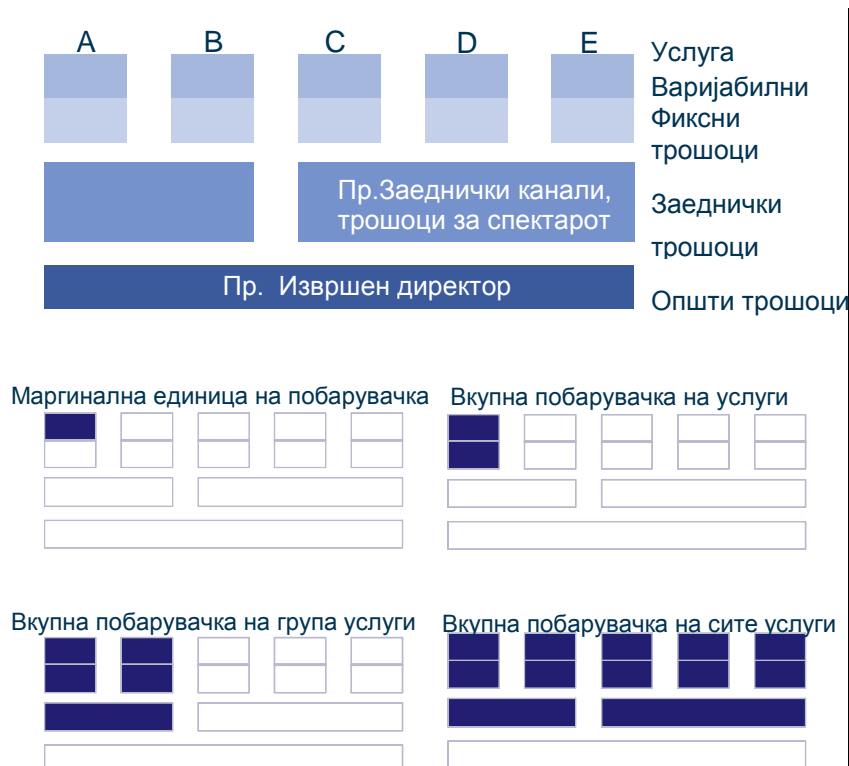 A B C D E Услуга
Варијабилни
Фиксни
трошоци
Пр.Заеднички канали,
трошоци за спектарот
Заеднички
трошоци
Пр. Извршен директор
Општи трошоци
Маргинална единица на побарувачка
Вкупна побарувачка на услуги
Вкупна побарувачка на група услуги
Вкупна побарувачка на сите услуги